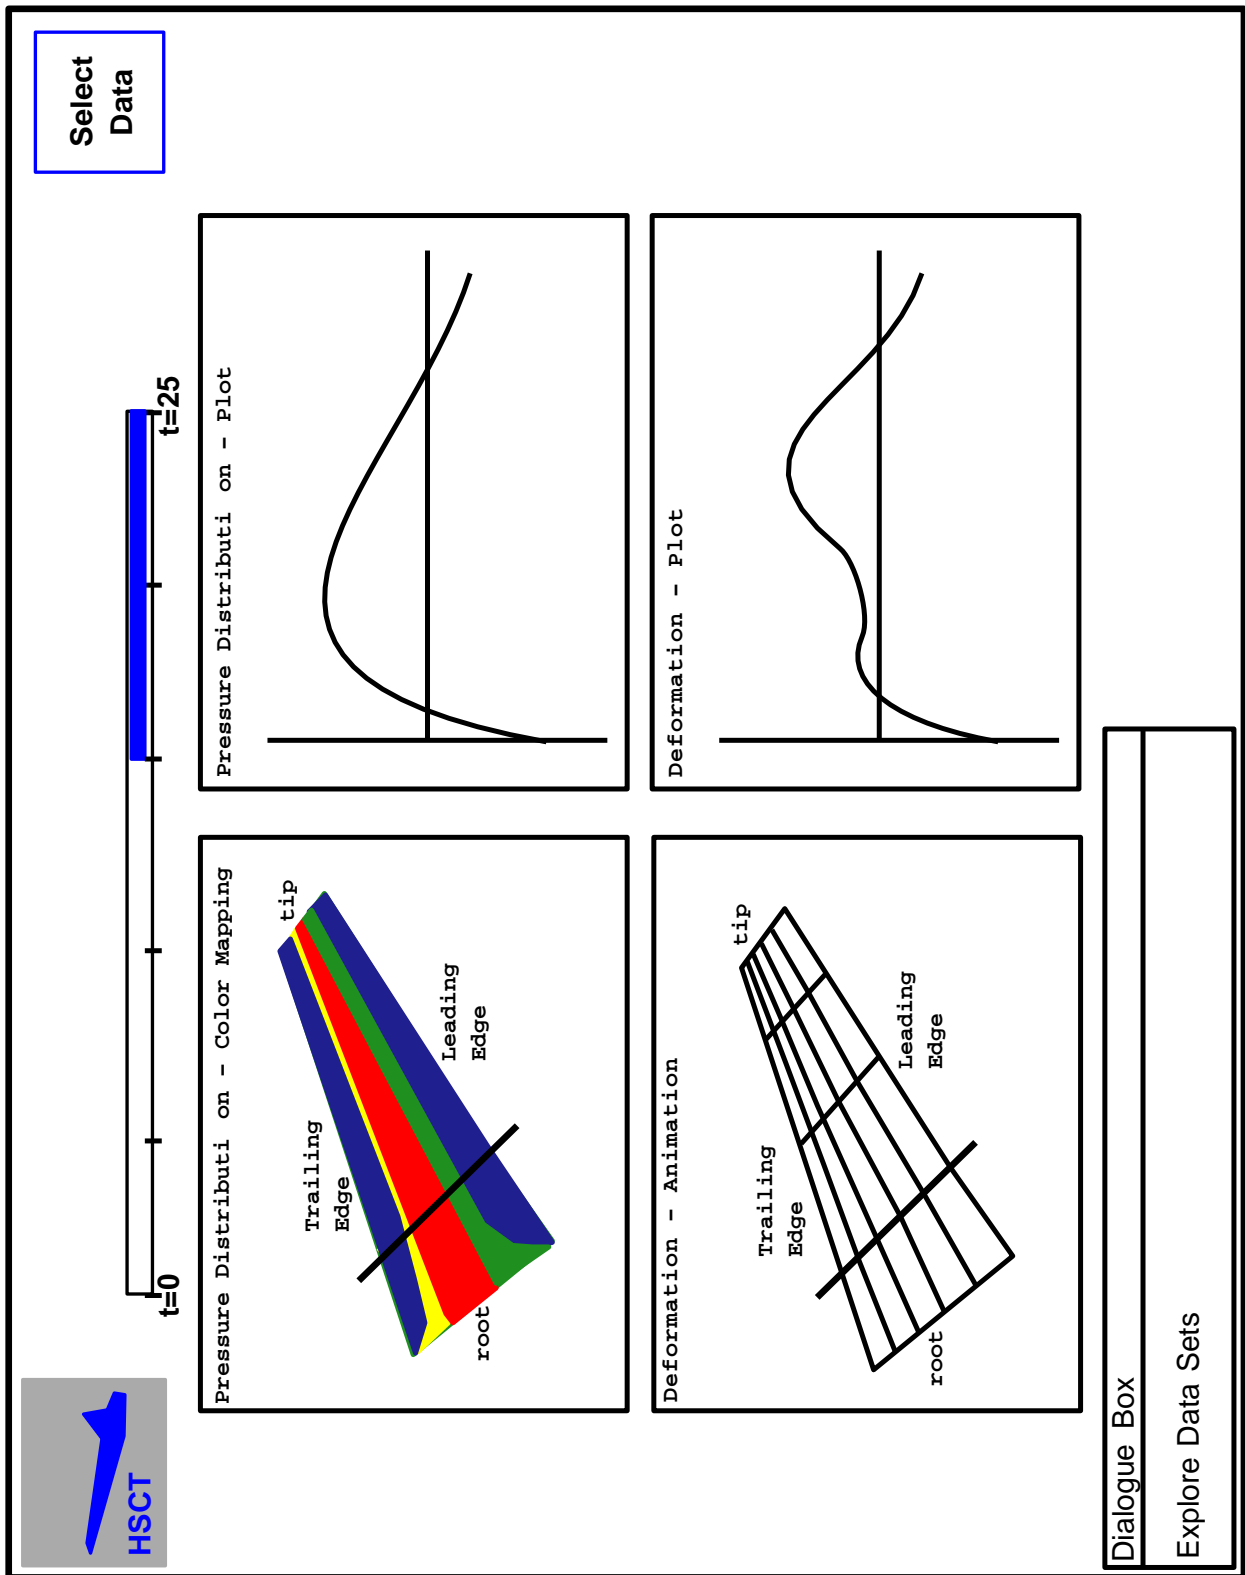 HSCT
t=0
t=25
Select
Data
Pressure Distributi on - Color Mapping
Trailing
Edge
tip
Leading
Edge
root
Pressure Distributi on - Plot
Deformation - Animation
Trailing
Edge
tip
Leading
Edge
root
Deformation - Plot
Dialogue Box
Explore Data Sets